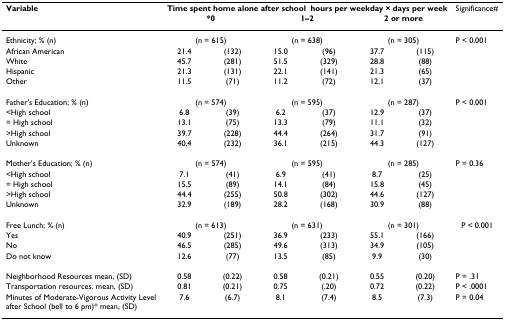 Variable Time spent home alone after school hours per weekday × days per week Significance#
*0 1–2 2 or more
Ethnicity; % (n) (n = 615) (n = 638) (n = 305) P < 0.001
African American 21.4 (132) 15.0 (96) 37.7 (115)
White 45.7 (281) 51.5 (329) 28.8 (88)
Hispanic 21.3 (131) 22.1 (141) 21.3 (65)
Other 11.5 (71) 11.2 (72) 12.1 (37)
Father's Education; % (n) (n = 574) (n = 595) (n = 287) P < 0.001
<High school 6.8 (39) 6.2 (37) 12.9 (37)
= High school 13.1 (75) 13.3 (79) 11.1 (32)
>High school 39.7 (228) 44.4 (264) 31.7 (91)
Unknown 40.4 (232) 36.1 (215) 44.3 (127)
Mother's Education; % (n) (n = 574) (n = 595) (n = 285) P = 0.36
<High school 7.1 (41) 6.9 (41) 8.7 (25)
= High school 15.5 (89) 14.1 (84) 15.8 (45)
>High school 44.4 (255) 50.8 (302) 44.6 (127)
Unknown 32.9 (189) 28.2 (168) 30.9 (88)
Free Lunch; % (n) (n = 613) (n = 631) (n = 301) P < 0.001
Yes 40.9 (251) 36.9 (233) 55.1 (166)
No 46.5 (285) 49.6 (313) 34.9 (105)
Do not know 12.6 (77) 13.5 (85) 9.9 (30)
Neighborhood Resources mean, (SD) 0.58 (0.22) 0.58 (0.21) 0.55 (0.20) P = .31
Transportation resources. mean, (SD) 0.81 (0.21) 0.75 (.20) 0.72 (0.22) P < .0001
Minutes of Moderate-Vigorous Activity Level 7.6 (6.7) 8.1 (7.4) 8.5 (7.3) P = 0.04
after School (bell to 6 pm)* mean, (SD)